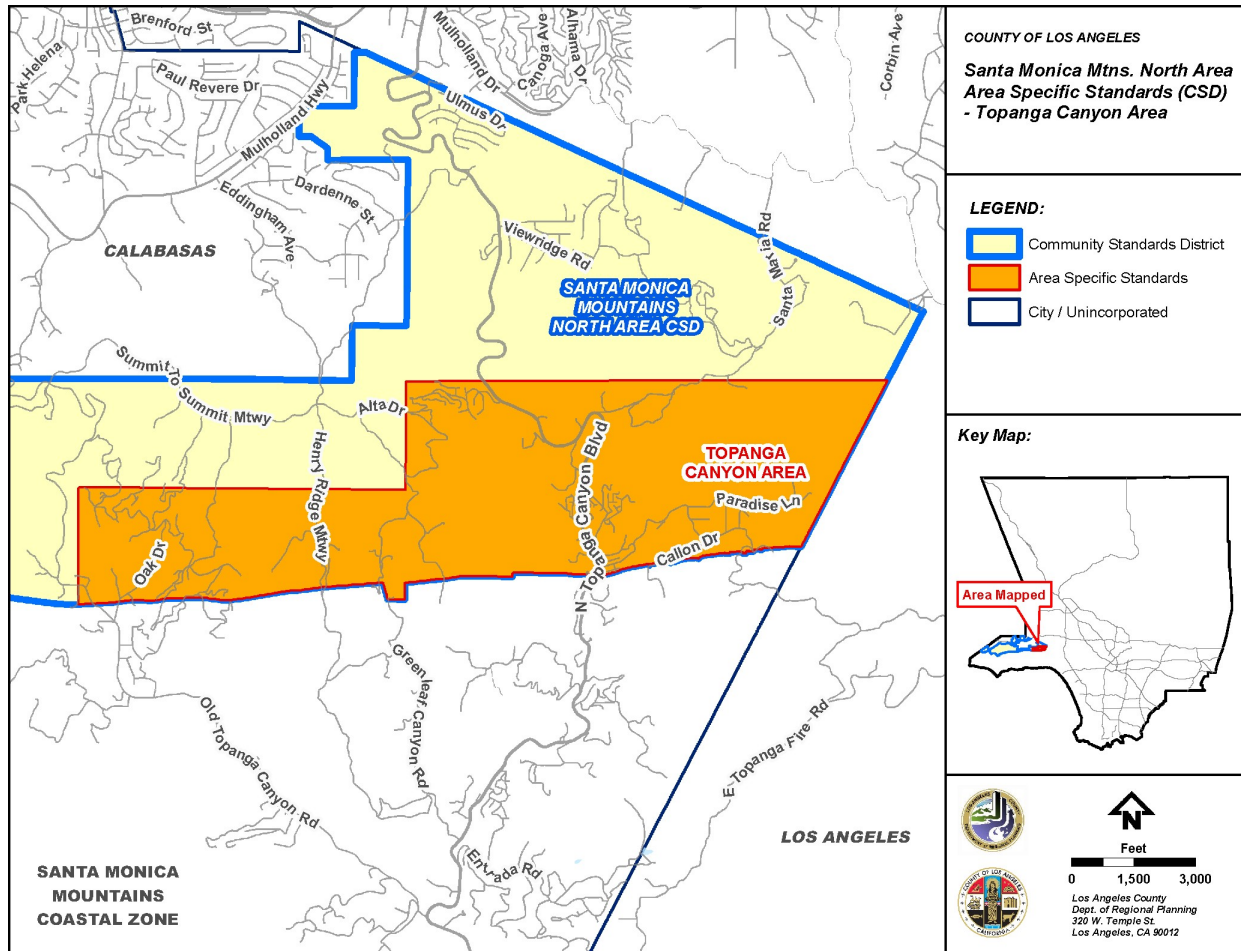 Brenford St
Park Helena
Paul Revere Dr
Mulholland Hwy
Mulholland Dr
Canoga Ave
Alhama Dr
Corbin Ave
Ulmus Dr
Eddingham Ave
Dardenne St
CALABASAS
Viewridge Rd
Santa Maria Rd
SANTA MONICA
MOUNTAINS
NORTH AREA CSD
Summit To Summit Mtwy
Alta Dr
Henry Ridge Mtwy
N Topanga Canyon Blvd
TOPANGA
CANYON AREA
Paradise Ln
Callon Dr
Oak Dr
Greenleaf Canyon Rd
Old Topanga Canyon Rd
E Topanga Fire Rd
Entrada Rd
LOS ANGELES
SANTA MONICA
MOUNTAINS
COASTAL ZONE
COUNTY OF LOS ANGELES
Santa Monica Mtns. North Area
Area Specific Standards (CSD)
- Topanga Canyon Area
LEGEND:
Community Standards District
Area Specific Standards
City / Unincorporated
Key Map:
Area Mapped
N
Feet
0 1,500 3,000
Los Angeles County
Dept. of Regional Planning
320 W. Temple St.
Los Angeles, CA 90012